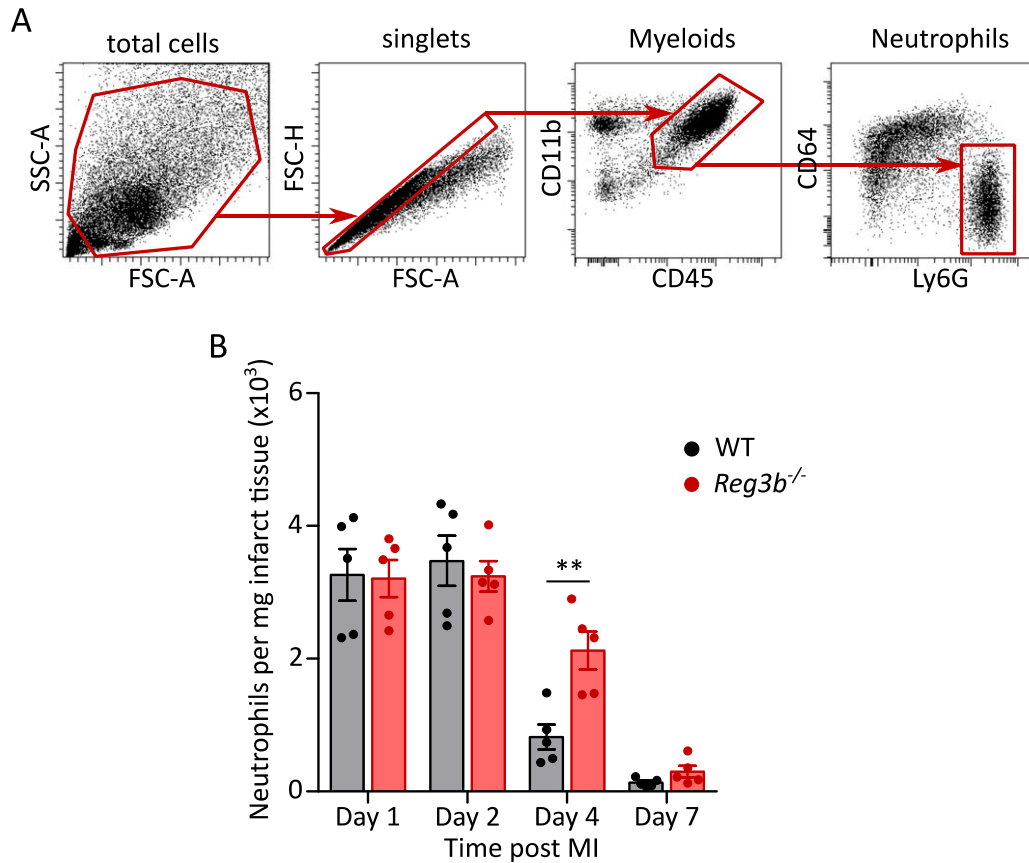 A
total cells
singlets
Myeloids
Neutrophils
SSC-A
FSC-A
FSC-H
FSC-A
CD11b
CD45
CD64
Ly6G
B
Neutrophils per mg infarct tissue (x10³)
6
4
2
0
WT
Reg3b⁻/⁻
**
Day 1
Day 2
Day 4
Day 7
Time post MI